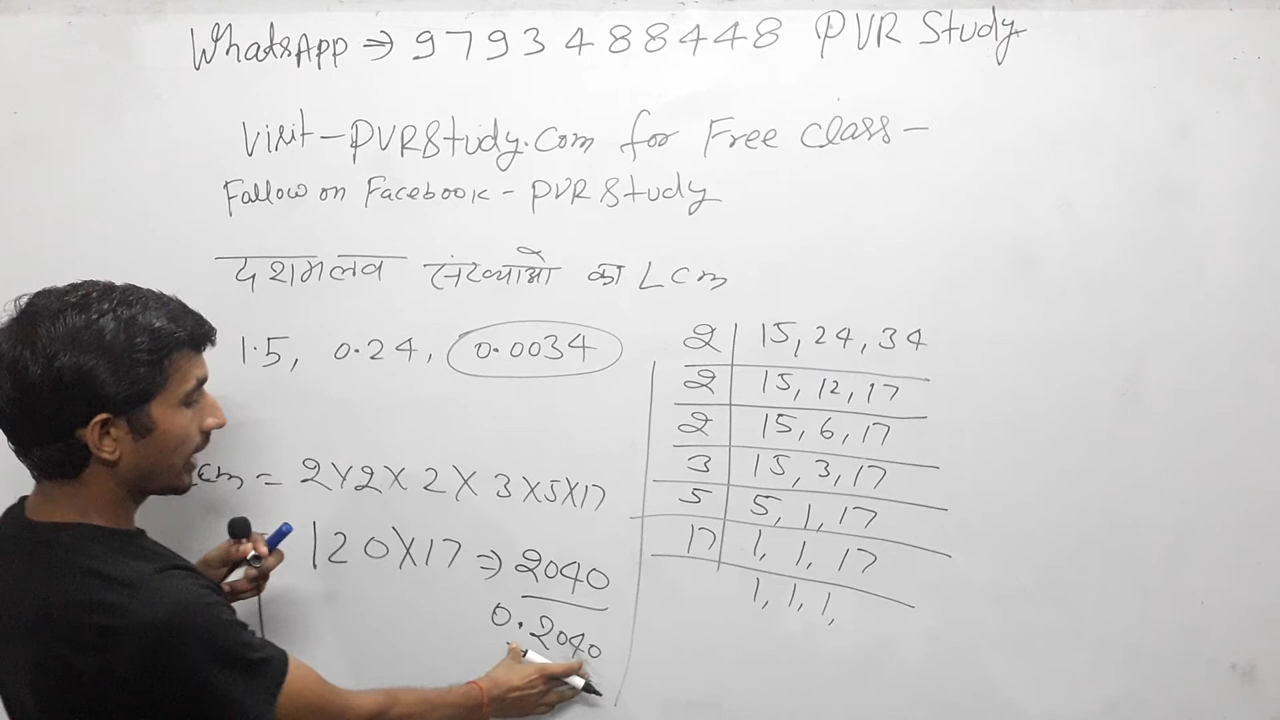 WhatsApp ⇒ 9793488448 PVR Study
Visit-PVRStudy.Com for Free Class-
Fallow on Facebook - PVR Study
दशमलव संख्याओ का Lcm
1.5, 0.24, 0.0034
cm = 2×2×2×3×5×17
120×17 ⇒ 2040
0.2040
2 | 15, 24, 34
2 | 15, 12, 17
2 | 15, 6, 17
3 | 15, 3, 17
5 | 5, 1, 17
17 | 1, 1, 17
1, 1, 1,